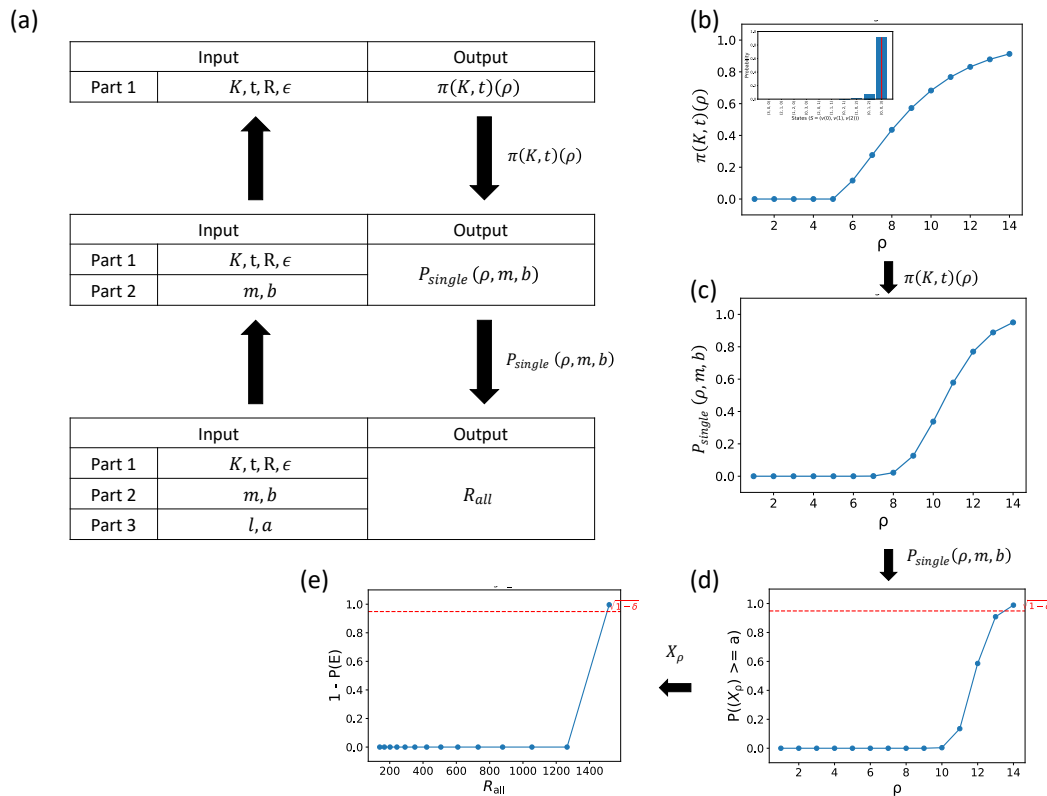 (a)
Input Output
Part 1 K, t, R, ϵ π(K, t)(ρ)
π(K, t)(ρ)
Input Output
Part 1 K, t, R, ϵ P_single (ρ, m, b)
Part 2 m, b
P_single (ρ, m, b)
Input Output
Part 1 K, t, R, ϵ R_all
Part 2 m, b
Part 3 l, a
(b)
π(K, t)(ρ)
1.0
0.8
0.6
0.4
0.2
0.0
2 4 6 8 10 12 14
ρ
Probability
States (S = (v(0), v(1), v(2)))
π(K, t)(ρ)
(c)
P_single (ρ, m, b)
1.0
0.8
0.6
0.4
0.2
0.0
2 4 6 8 10 12 14
ρ
P_single (ρ, m, b)
(d)
P((X_ρ) >= a)
1.0
0.8
0.6
0.4
0.2
0.0
2 4 6 8 10 12 14
ρ
X_ρ
(e)
1 - P(E)
1.0
0.8
0.6
0.4
0.2
0.0
√1−δ
200 400 600 800 1000 1200 1400
R_all